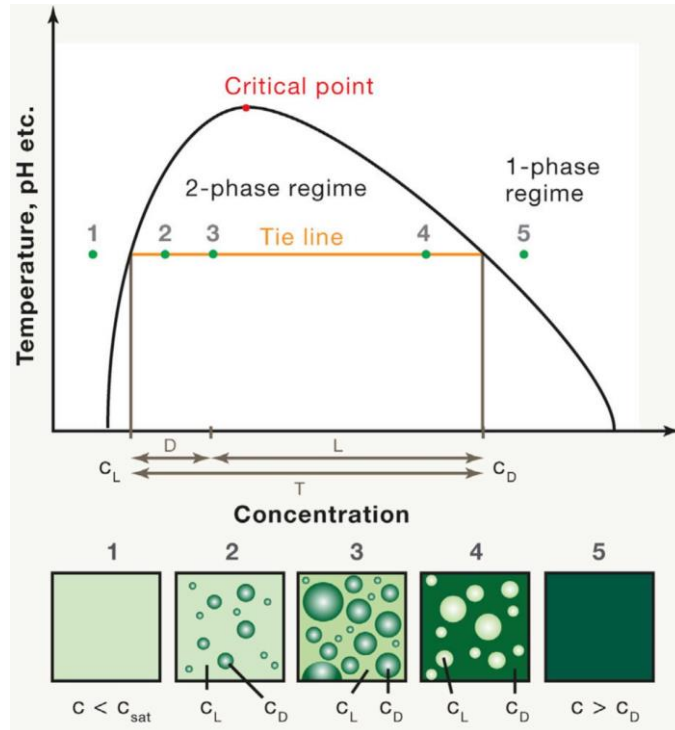 Temperature, pH etc.
Critical point
2-phase regime
1-phase
regime
1 2 3 Tie line 4 5
D L
C_L C_D
T
Concentration
1 2 3 4 5
C < C_sat C_L C_D C_L C_D C_L C_D C > C_D